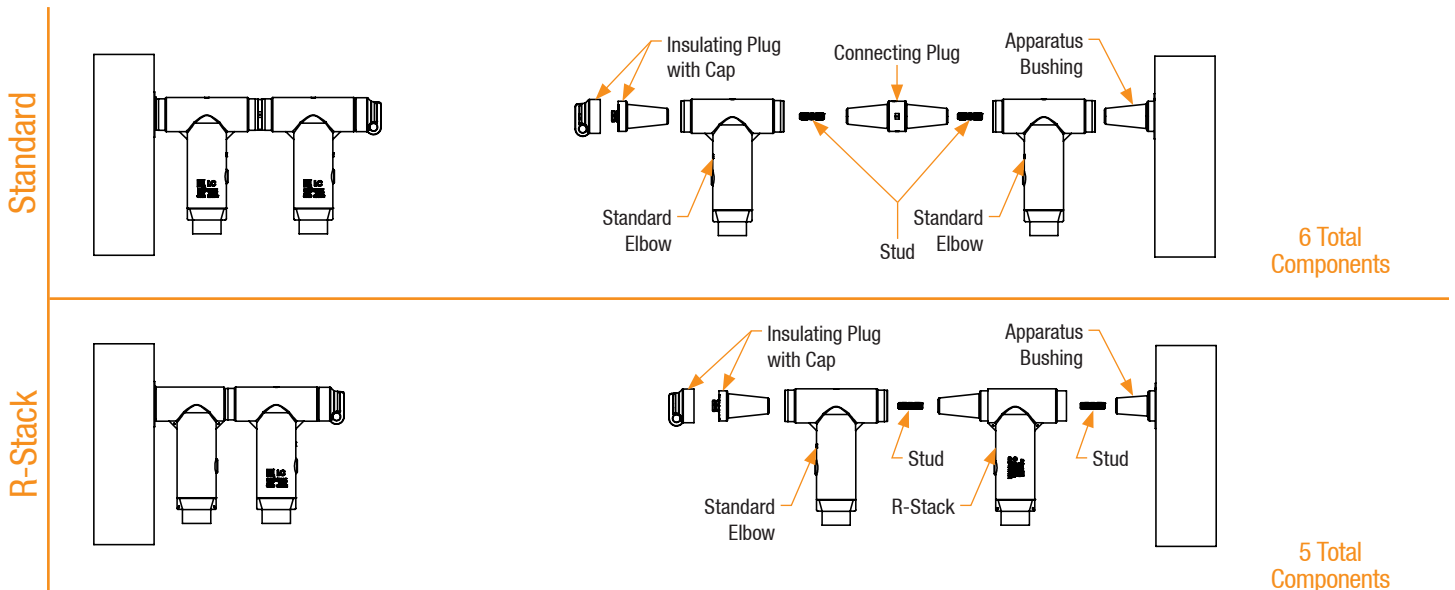 Standard
Insulating Plug
with Cap
Connecting Plug
Apparatus
Bushing
Standard
Elbow
Stud
Standard
Elbow
6 Total
Components
R-Stack
Insulating Plug
with Cap
Apparatus
Bushing
Stud
Stud
Standard
Elbow
R-Stack
5 Total
Components